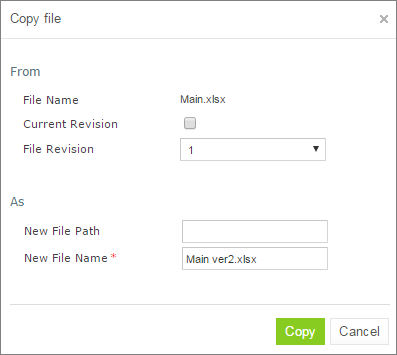 Copy file ×
From
File Name Main.xlsx
Current Revision
File Revision 1
As
New File Path
New File Name * Main ver2.xlsx
Copy Cancel